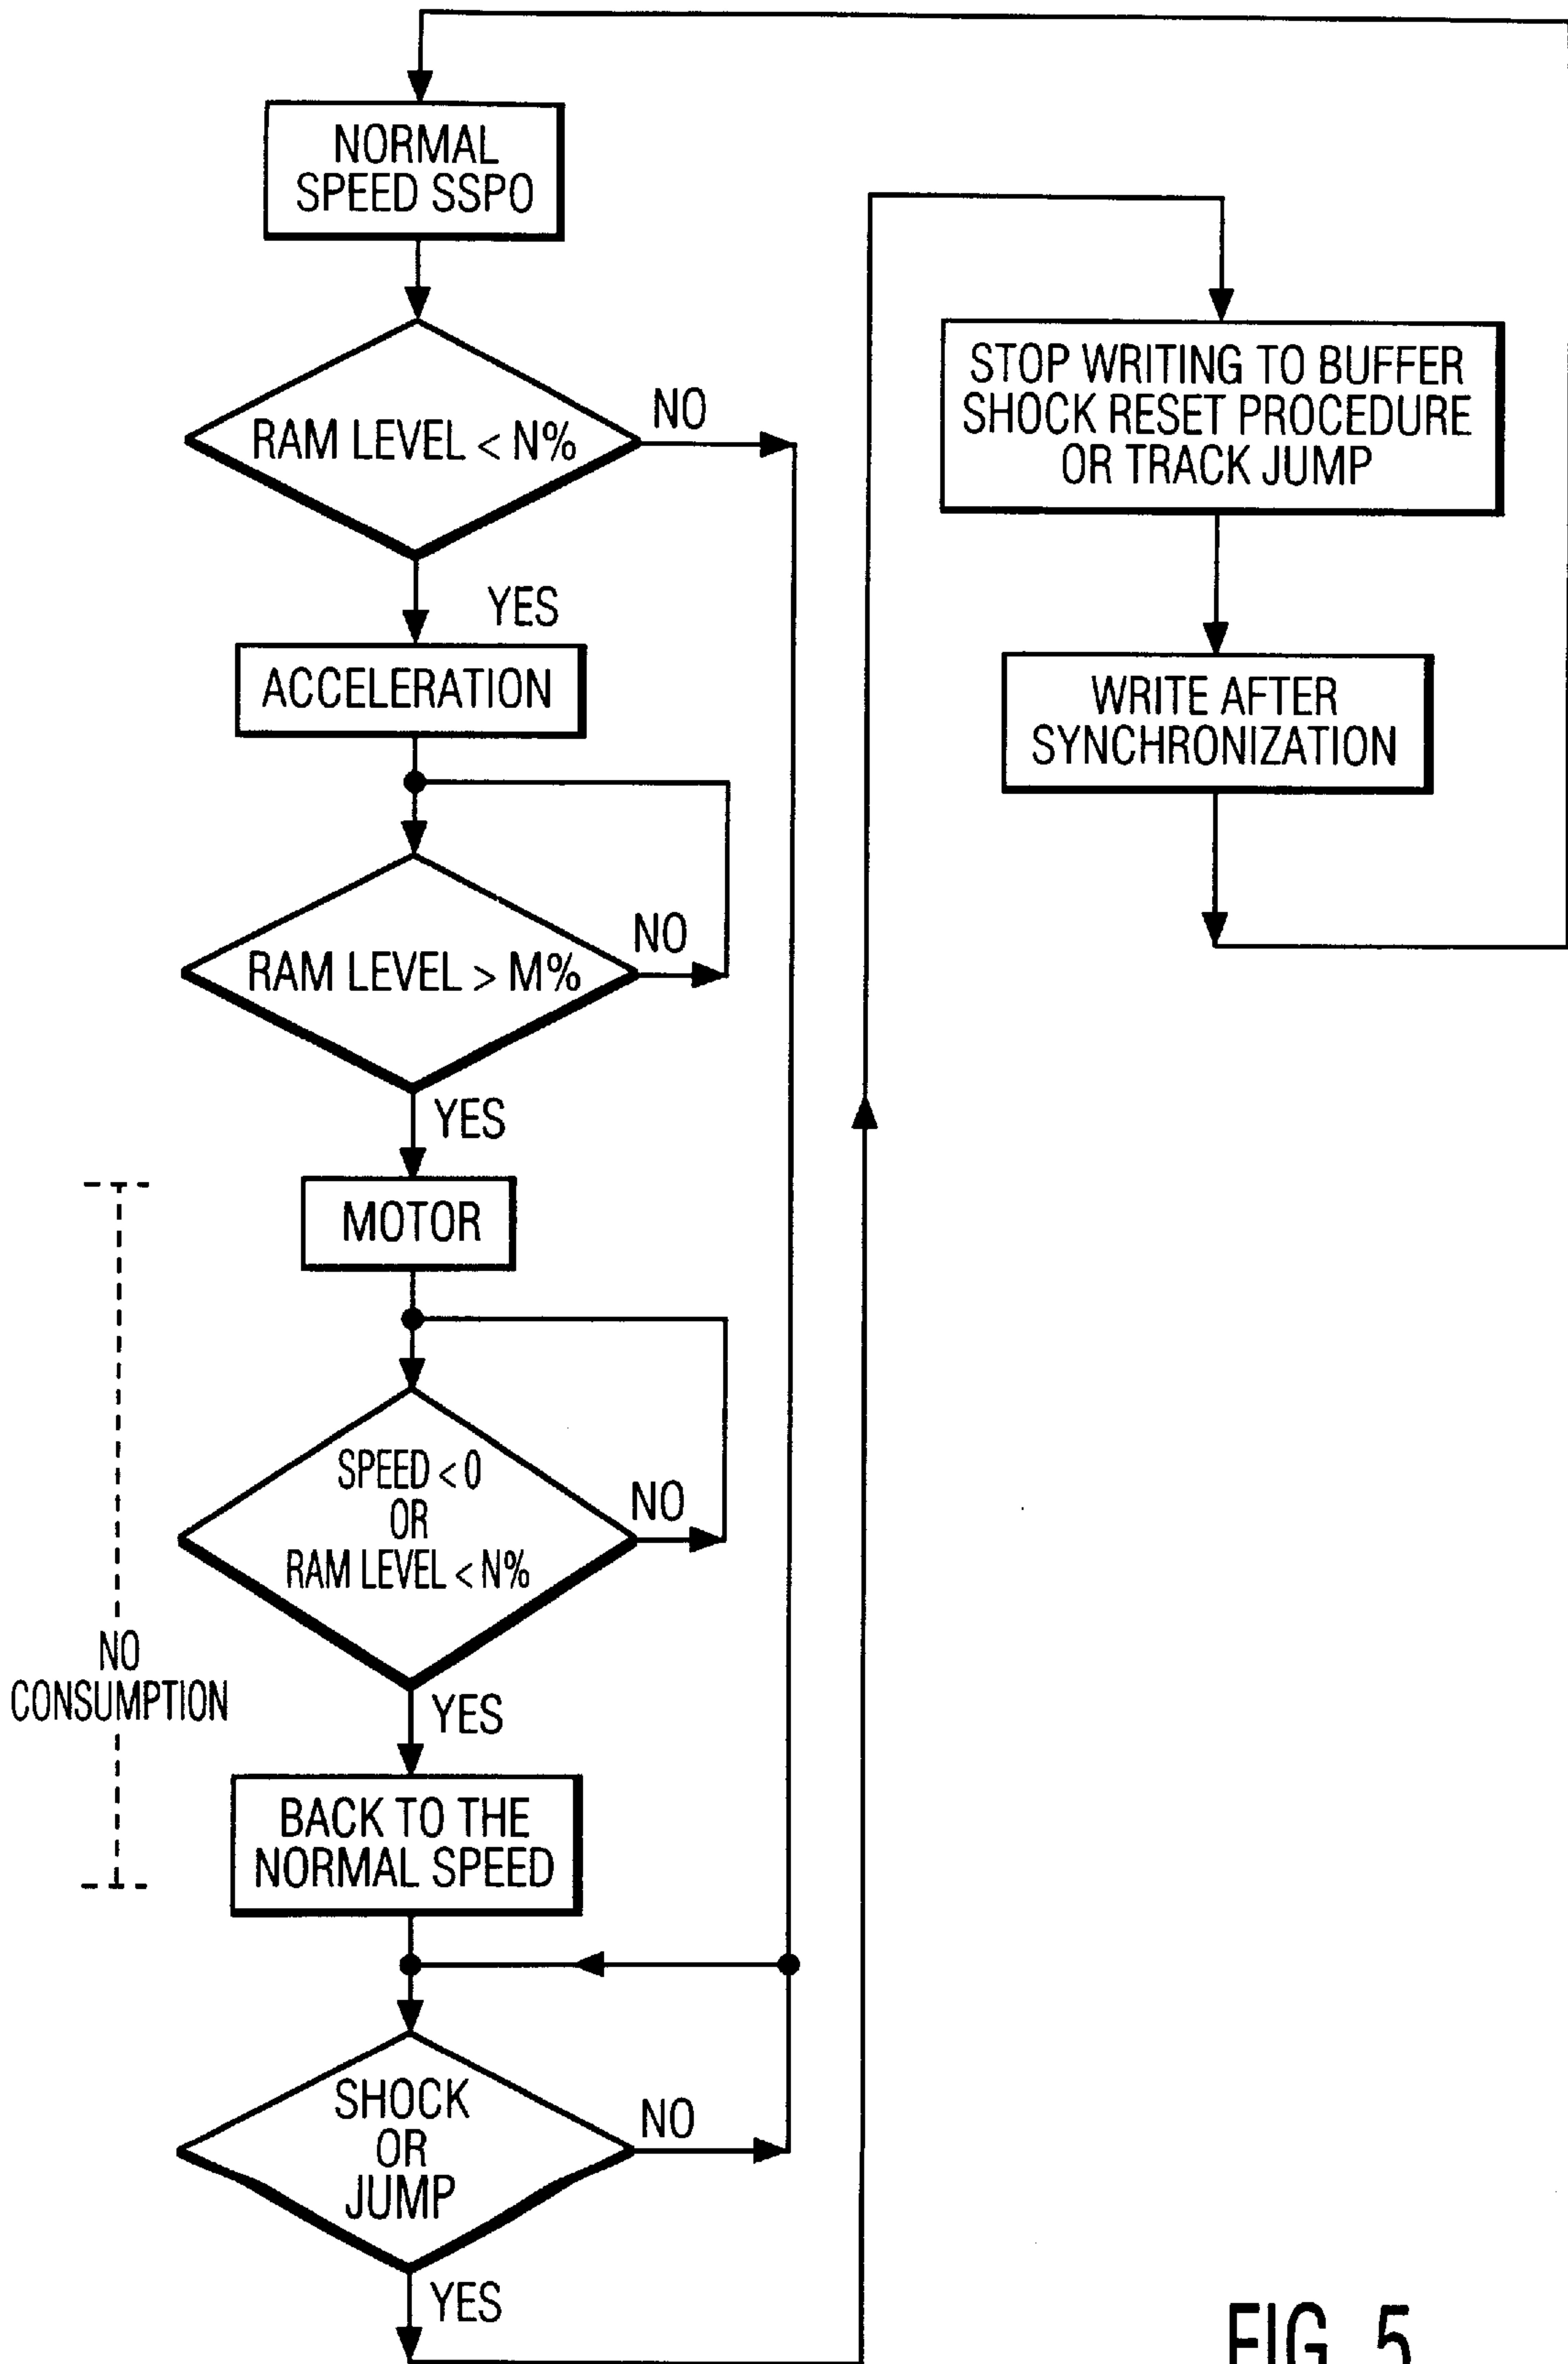 NORMAL
SPEED SSPO
RAM LEVEL < N%
NO
YES
ACCELERATION
RAM LEVEL > M%
NO
YES
MOTOR
SPEED < 0
OR
RAM LEVEL < N%
NO
YES
NO
CONSUMPTION
BACK TO THE
NORMAL SPEED
SHOCK
OR
JUMP
NO
YES
STOP WRITING TO BUFFER
SHOCK RESET PROCEDURE
OR TRACK JUMP
WRITE AFTER
SYNCHRONIZATION
FIG. 5